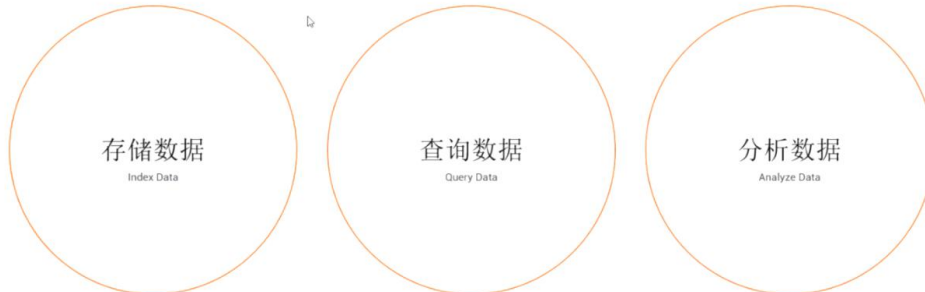 存储数据
Index Data
查询数据
Query Data
分析数据
Analyze Data